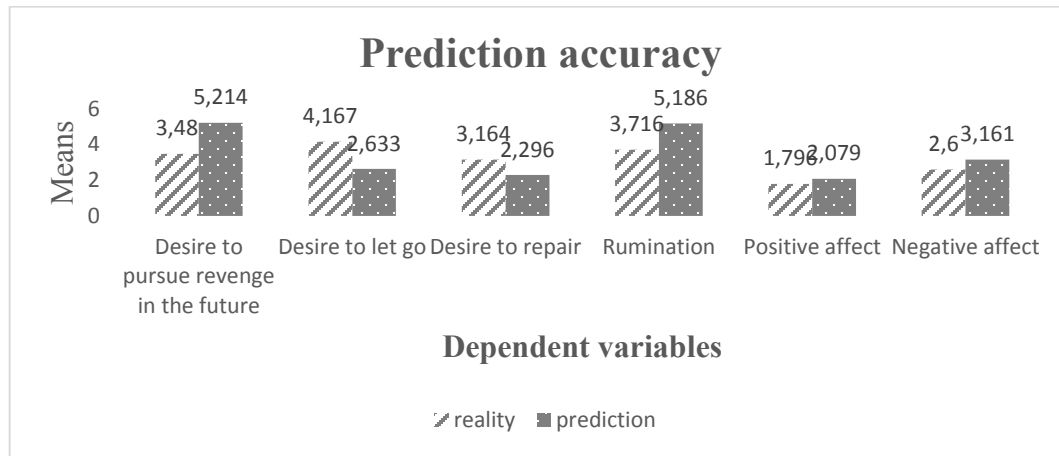 Prediction accuracy
Means
6
4
2
0
3,48
5,214
4,167
2,633
3,164
2,296
3,716
5,186
1,796
2,079
2,6
3,161
Desire to
pursue revenge
in the future
Desire to let go
Desire to repair
Rumination
Positive affect
Negative affect
Dependent variables
reality
prediction